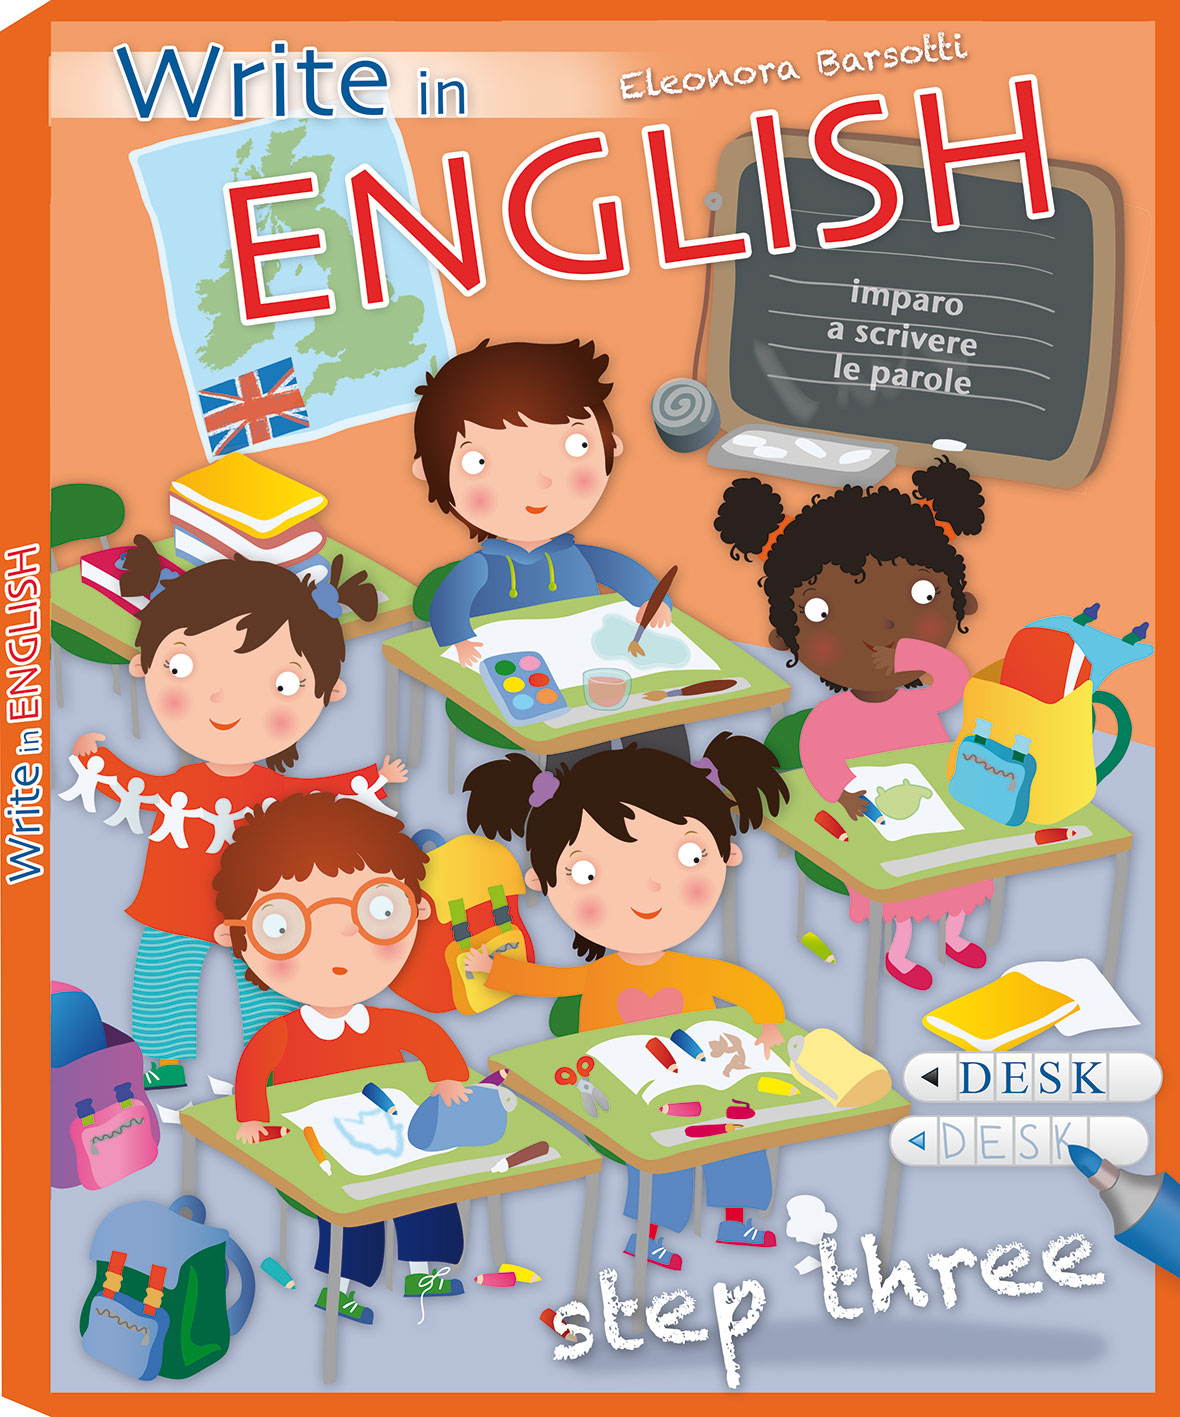 Write in
Eleonora Barsotti
ENGLISH
imparo
a scrivere
le parole
Write in ENGLISH
DESK
DESK
step three